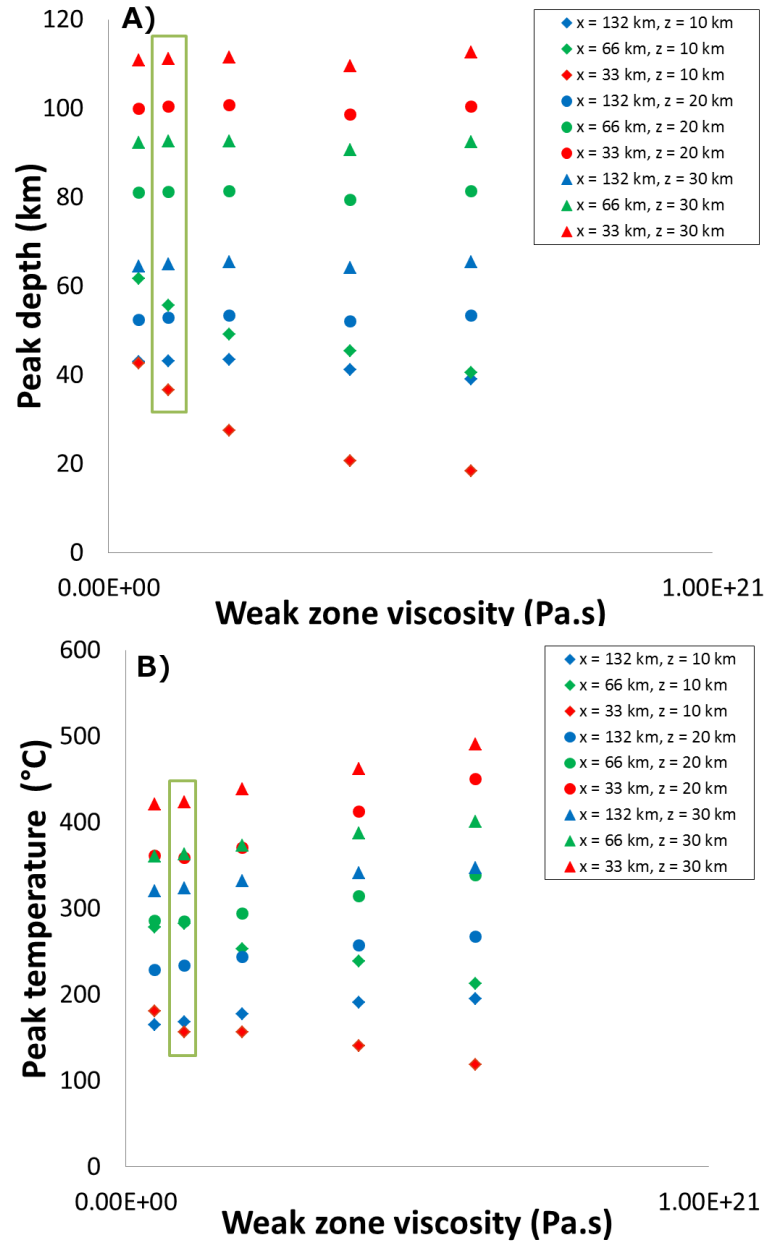 A)
120
100
80
60
40
20
0
Peak depth (km)
0.00E+00
1.00E+21
Weak zone viscosity (Pa.s)
x = 132 km, z = 10 km
x = 66 km, z = 10 km
x = 33 km, z = 10 km
x = 132 km, z = 20 km
x = 66 km, z = 20 km
x = 33 km, z = 20 km
x = 132 km, z = 30 km
x = 66 km, z = 30 km
x = 33 km, z = 30 km
B)
600
500
400
300
200
100
0
Peak temperature (°C)
0.00E+00
1.00E+21
Weak zone viscosity (Pa.s)
x = 132 km, z = 10 km
x = 66 km, z = 10 km
x = 33 km, z = 10 km
x = 132 km, z = 20 km
x = 66 km, z = 20 km
x = 33 km, z = 20 km
x = 132 km, z = 30 km
x = 66 km, z = 30 km
x = 33 km, z = 30 km